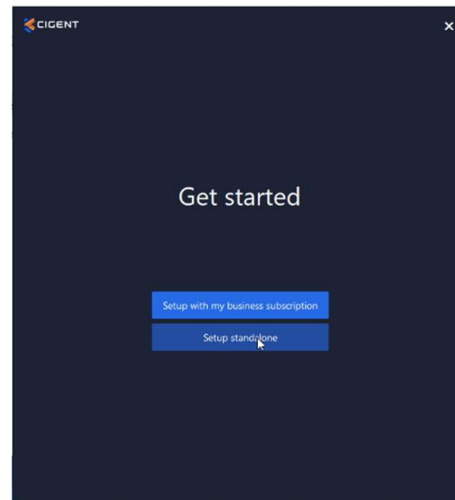 CIGENT
Get started
Setup with my business subscription
Setup standalone